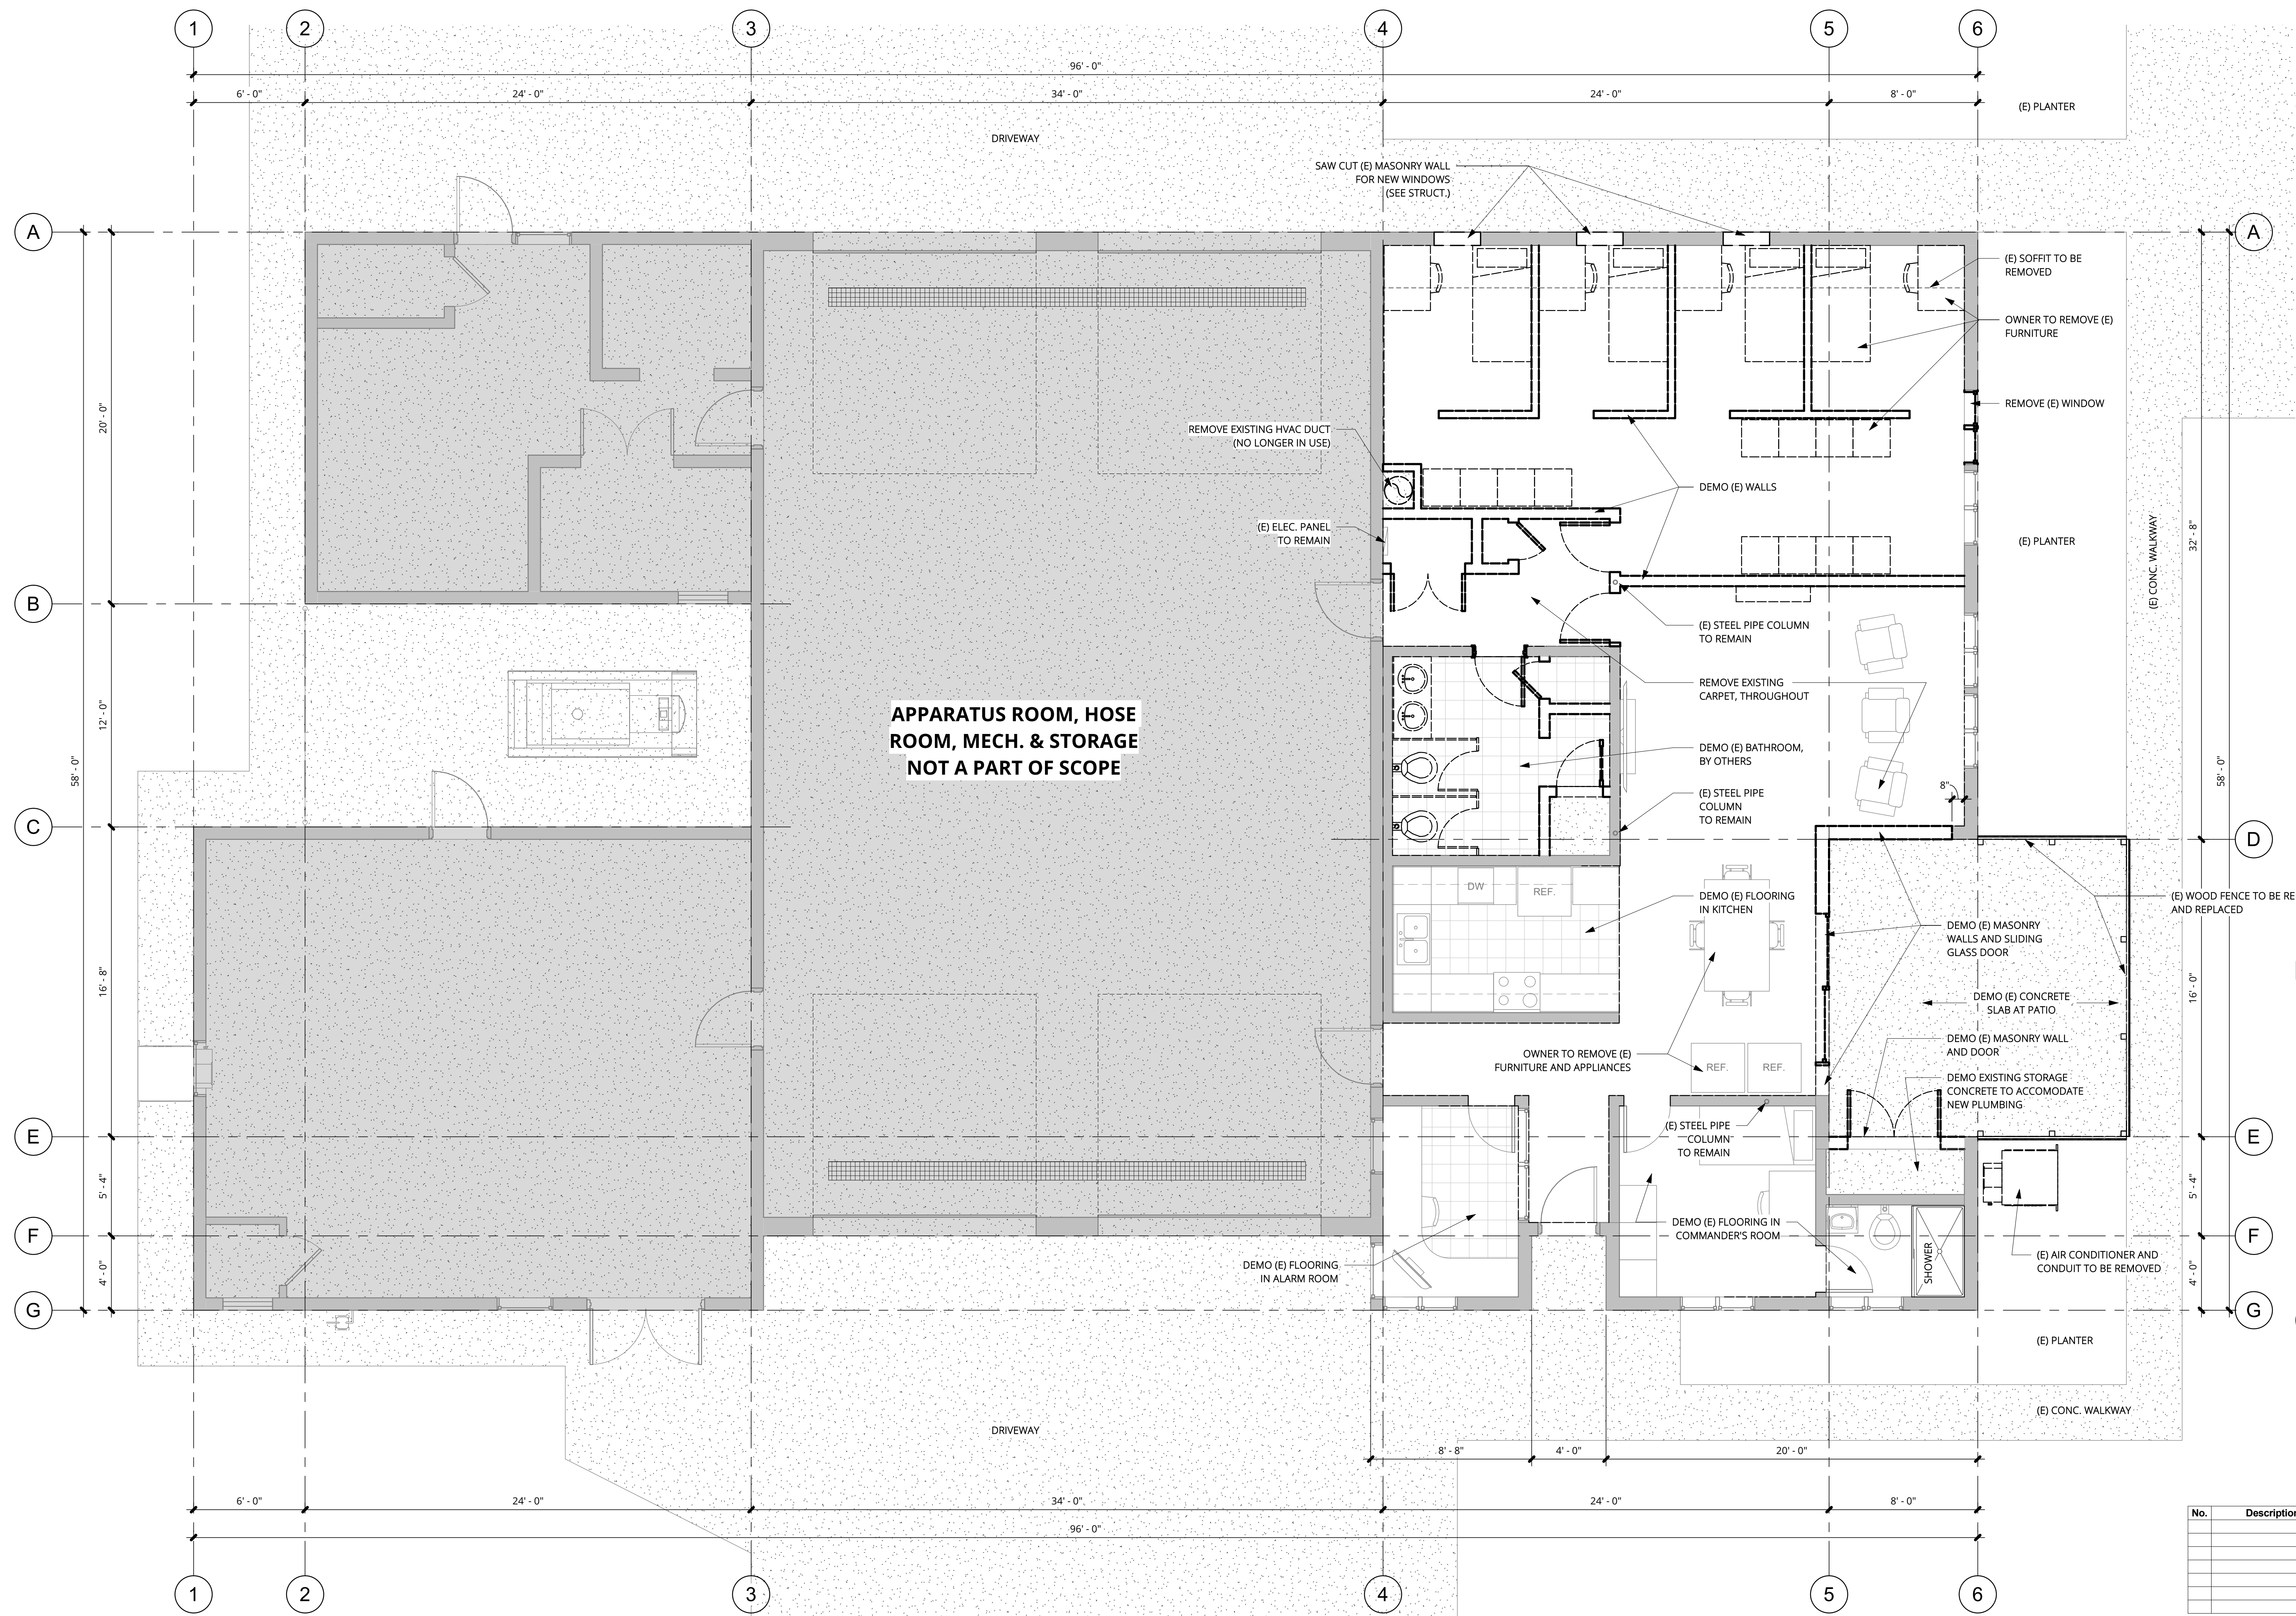 1
2
3
4
5
6
96' - 0"
6' - 0"
24' - 0"
34' - 0"
24' - 0"
8' - 0"
(E) PLANTER
DRIVEWAY
SAW CUT (E) MASONRY WALL
FOR NEW WINDOWS
(SEE STRUCT.)
A
A
(E) SOFFIT TO BE
REMOVED
OWNER TO REMOVE (E)
FURNITURE
REMOVE (E) WINDOW
20' - 0"
REMOVE EXISTING HVAC DUCT
(NO LONGER IN USE)
DEMO (E) WALLS
(E) ELEC. PANEL
TO REMAIN
(E) PLANTER
(E) CONC. WALKWAY
32' - 8"
B
(E) STEEL PIPE COLUMN
TO REMAIN
REMOVE EXISTING
CARPET, THROUGHOUT
12' - 0"
APPARATUS ROOM, HOSE
ROOM, MECH. & STORAGE
NOT A PART OF SCOPE
DEMO (E) BATHROOM,
BY OTHERS
58' - 0"
58' - 0"
8"
(E) STEEL PIPE
COLUMN
TO REMAIN
C
D
DW
REF.
DEMO (E) FLOORING
IN KITCHEN
(E) WOOD FENCE TO BE RE
AND REPLACED
DEMO (E) MASONRY
WALLS AND SLIDING
GLASS DOOR
16' - 8"
16' - 0"
DEMO (E) CONCRETE
SLAB AT PATIO
DEMO (E) MASONRY WALL
AND DOOR
OWNER TO REMOVE (E)
FURNITURE AND APPLIANCES
REF.
REF.
DEMO EXISTING STORAGE
CONCRETE TO ACCOMODATE
NEW PLUMBING
E
E
(E) STEEL PIPE
COLUMN
TO REMAIN
5' - 4"
5' - 4"
F
F
DEMO (E) FLOORING IN
COMMANDER'S ROOM
SHOWER
(E) AIR CONDITIONER AND
CONDUIT TO BE REMOVED
DEMO (E) FLOORING
IN ALARM ROOM
4' - 0"
4' - 0"
G
G
(E) PLANTER
(E) CONC. WALKWAY
DRIVEWAY
8' - 8"
4' - 0"
20' - 0"
6' - 0"
24' - 0"
34' - 0"
24' - 0"
8' - 0"
96' - 0"
No.
Description
1
2
3
4
5
6